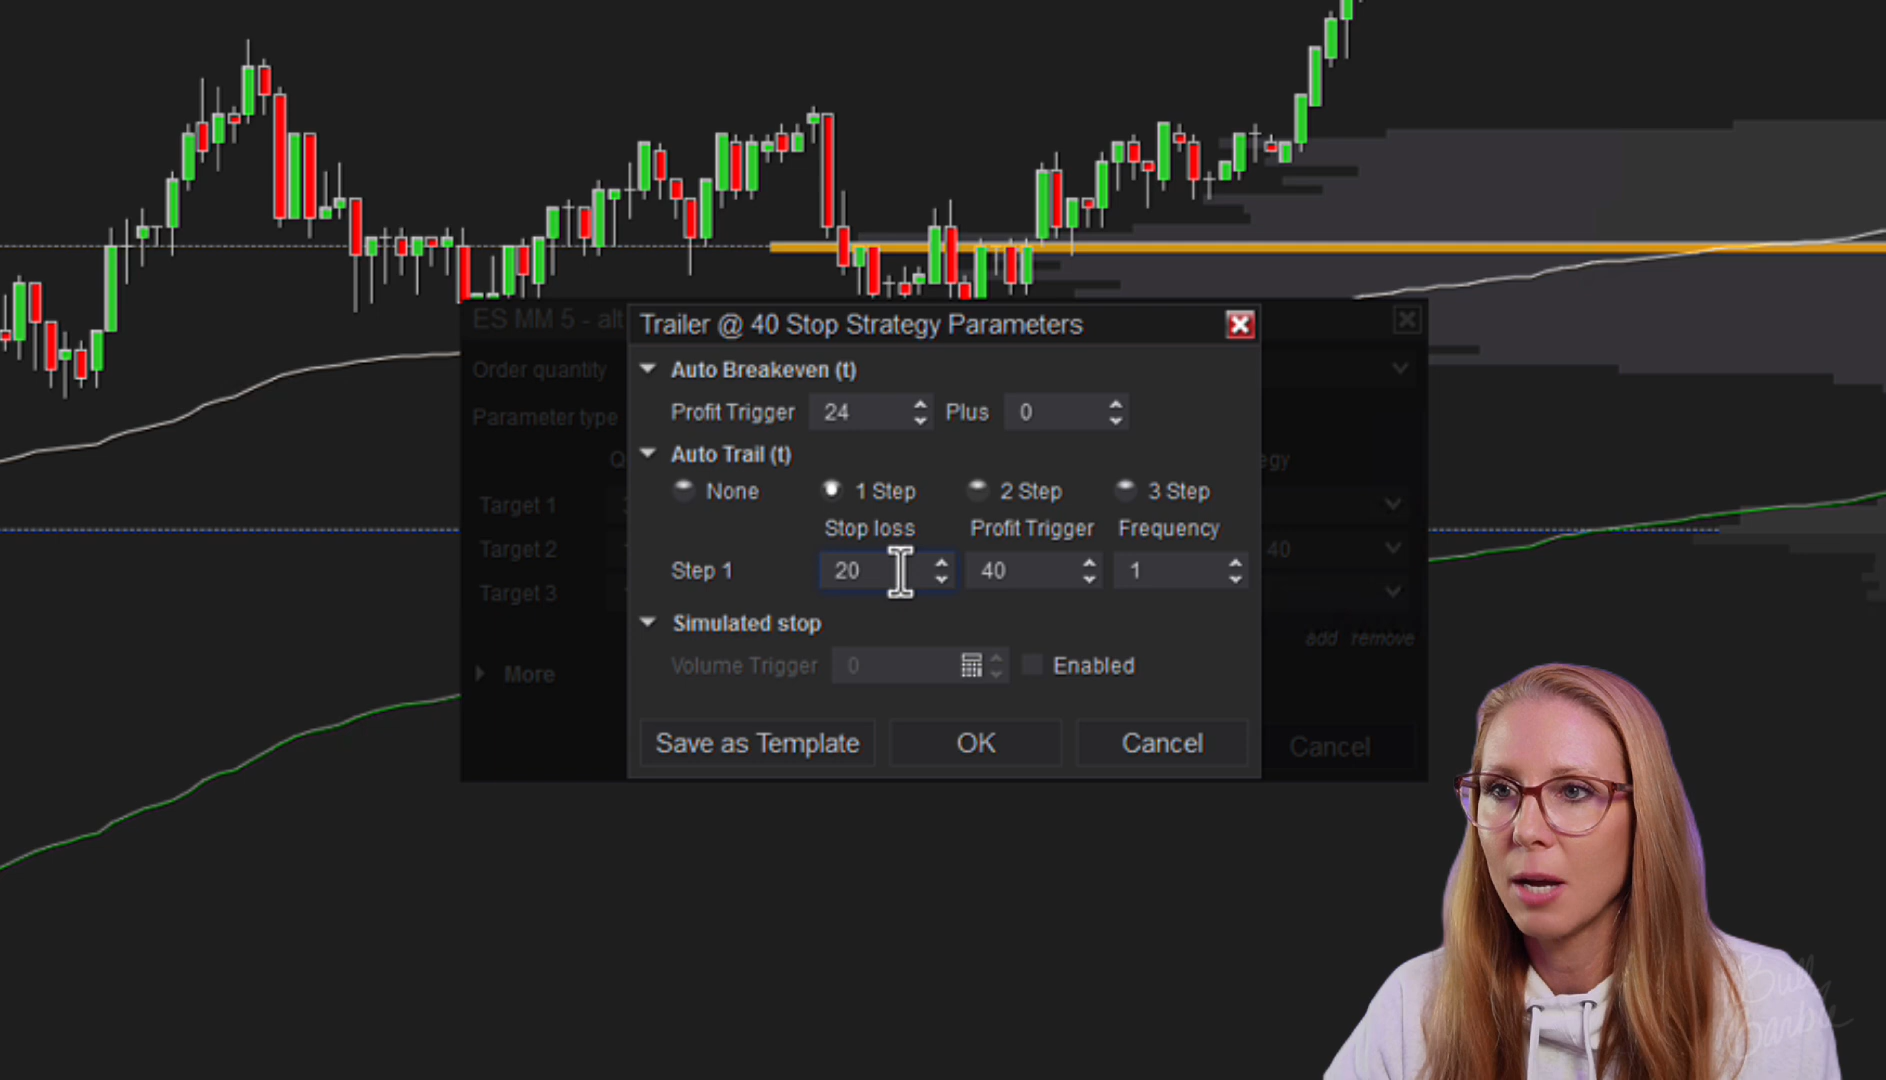 ES MM 5 - alt
Trailer @ 40 Stop Strategy Parameters
Order quantity
Auto Breakeven (t)
Parameter type
Profit Trigger 24 Plus 0
Auto Trail (t)
None 1 Step 2 Step 3 Step
Target 1
Stop loss Profit Trigger Frequency
Target 2
40
Step 1 20 40 1
Target 3
Simulated stop
add remove
Volume Trigger 0 Enabled
More
Save as Template OK Cancel
Cancel
Bull
Barbie